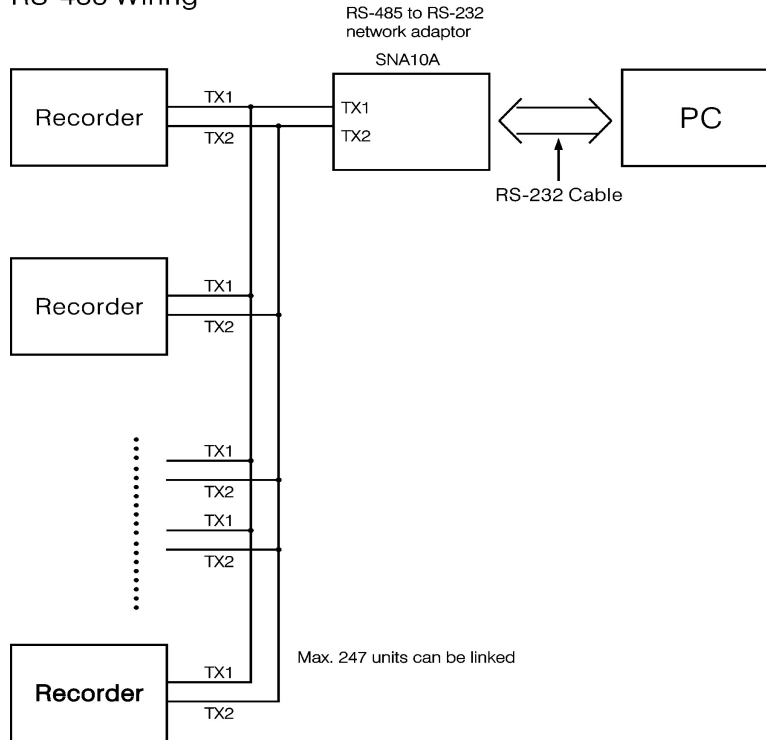 RS-485 to RS-232
network adaptor
SNA10A
Recorder
TX1
TX2
TX1
TX2
PC
RS-232 Cable
Recorder
TX1
TX2
TX1
TX2
TX1
TX2
Max. 247 units can be linked
Recorder
TX1
TX2